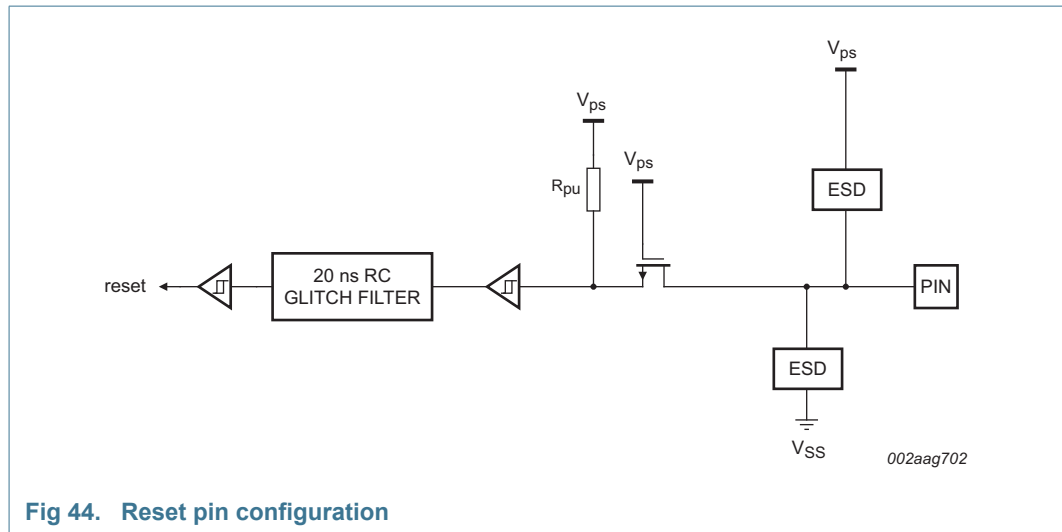 Vps
Vps
Vps
Rpu
ESD
reset
20 ns RC
GLITCH FILTER
PIN
ESD
VSS
002aag702
Fig 44. Reset pin configuration